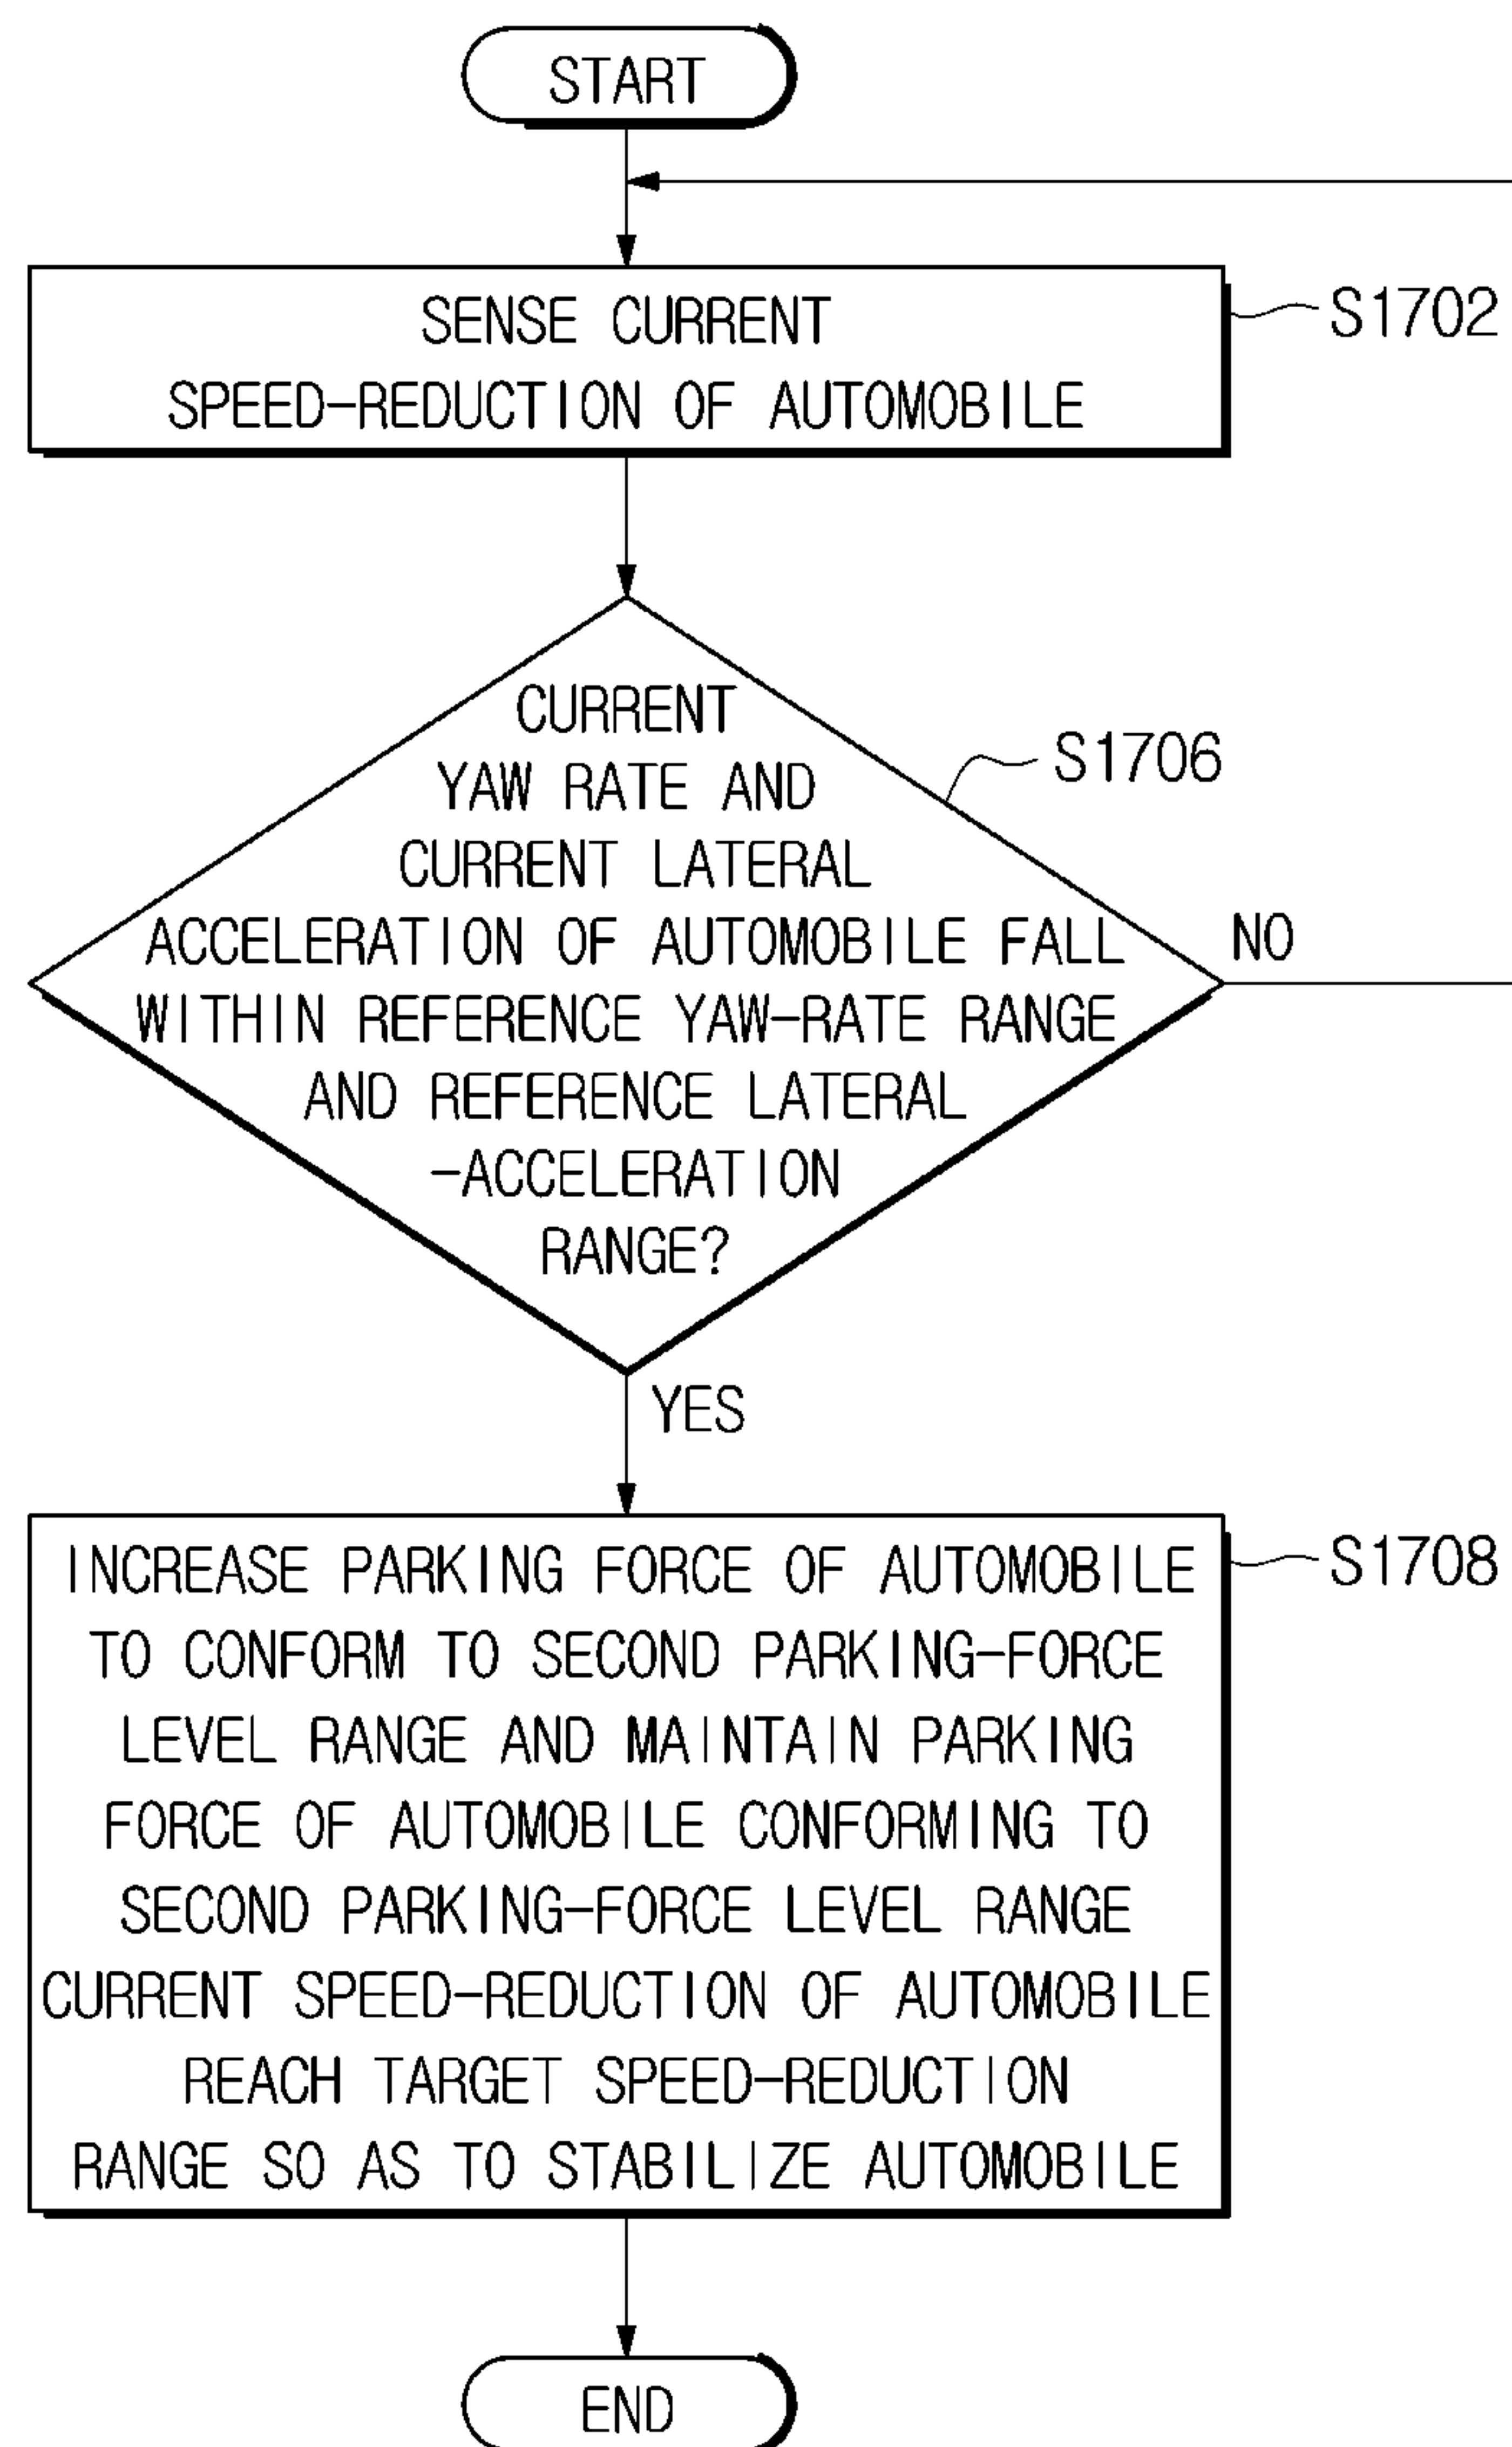 START
SENSE CURRENT
SPEED-REDUCTION OF AUTOMOBILE
S1702
CURRENT
YAW RATE AND
CURRENT LATERAL
ACCELERATION OF AUTOMOBILE FALL
WITHIN REFERENCE YAW-RATE RANGE
AND REFERENCE LATERAL
-ACCELERATION
RANGE?
S1706
NO
YES
INCREASE PARKING FORCE OF AUTOMOBILE
TO CONFORM TO SECOND PARKING-FORCE
LEVEL RANGE AND MAINTAIN PARKING
FORCE OF AUTOMOBILE CONFORMING TO
SECOND PARKING-FORCE LEVEL RANGE
CURRENT SPEED-REDUCTION OF AUTOMOBILE
REACH TARGET SPEED-REDUCTION
RANGE SO AS TO STABILIZE AUTOMOBILE
S1708
END